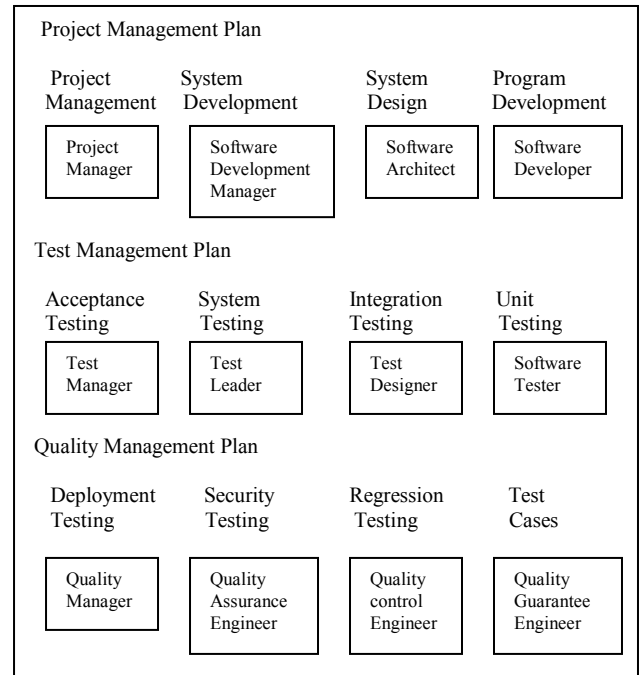 Project Management Plan
Project Management
System Development
System Design
Program Development
Project Manager
Software Development Manager
Software Architect
Software Developer
Test Management Plan
Acceptance Testing
System Testing
Integration Testing
Unit Testing
Test Manager
Test Leader
Test Designer
Software Tester
Quality Management Plan
Deployment Testing
Security Testing
Regression Testing
Test Cases
Quality Manager
Quality Assurance Engineer
Quality control Engineer
Quality Guarantee Engineer